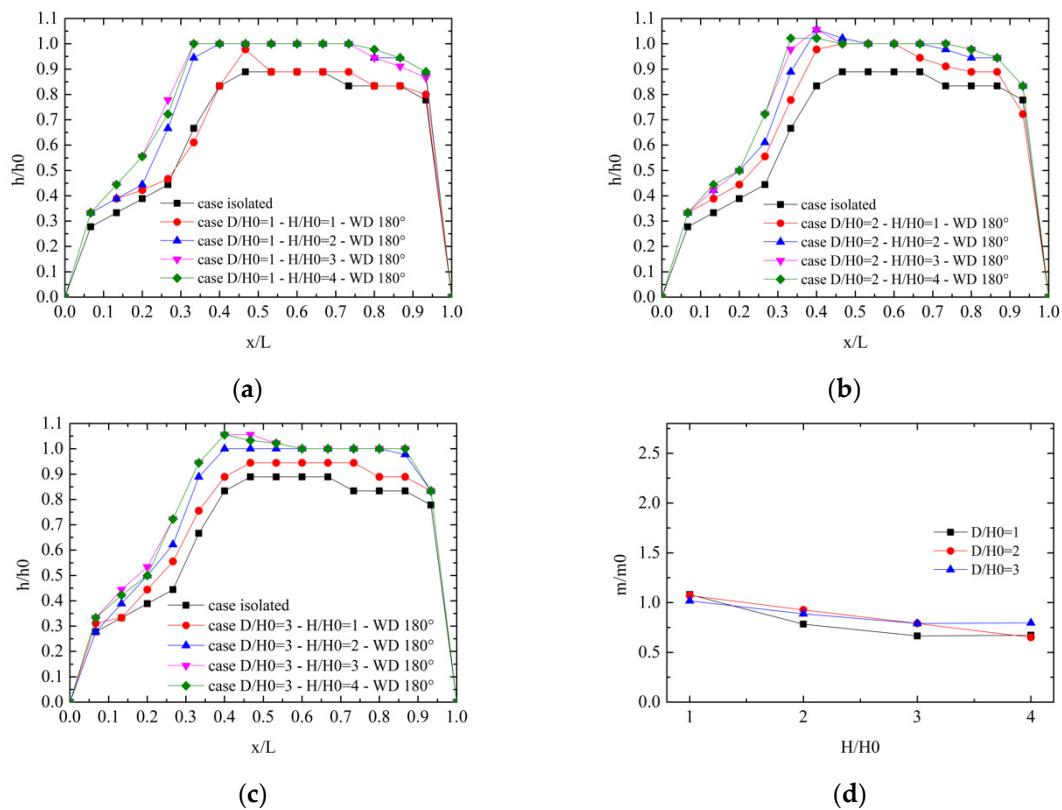 1.1
1.0
0.9
0.8
0.7
0.6
0.5
0.4
0.3
0.2
0.1
0.0
h/h0
case isolated
case D/H0=1 - H/H0=1 - WD 180°
case D/H0=1 - H/H0=2 - WD 180°
case D/H0=1 - H/H0=3 - WD 180°
case D/H0=1 - H/H0=4 - WD 180°
0.0 0.1 0.2 0.3 0.4 0.5 0.6 0.7 0.8 0.9 1.0
x/L
(a)
1.1
1.0
0.9
0.8
0.7
0.6
0.5
0.4
0.3
0.2
0.1
0.0
h/h0
case isolated
case D/H0=2 - H/H0=1 - WD 180°
case D/H0=2 - H/H0=2 - WD 180°
case D/H0=2 - H/H0=3 - WD 180°
case D/H0=2 - H/H0=4 - WD 180°
0.0 0.1 0.2 0.3 0.4 0.5 0.6 0.7 0.8 0.9 1.0
x/L
(b)
1.1
1.0
0.9
0.8
0.7
0.6
0.5
0.4
0.3
0.2
0.1
0.0
h/h0
case isolated
case D/H0=3 - H/H0=1 - WD 180°
case D/H0=3 - H/H0=2 - WD 180°
case D/H0=3 - H/H0=3 - WD 180°
case D/H0=3 - H/H0=4 - WD 180°
0.0 0.1 0.2 0.3 0.4 0.5 0.6 0.7 0.8 0.9 1.0
x/L
(c)
2.5
2.0
1.5
1.0
0.5
0.0
m/m0
D/H0=1
D/H0=2
D/H0=3
1 2 3 4
H/H0
(d)